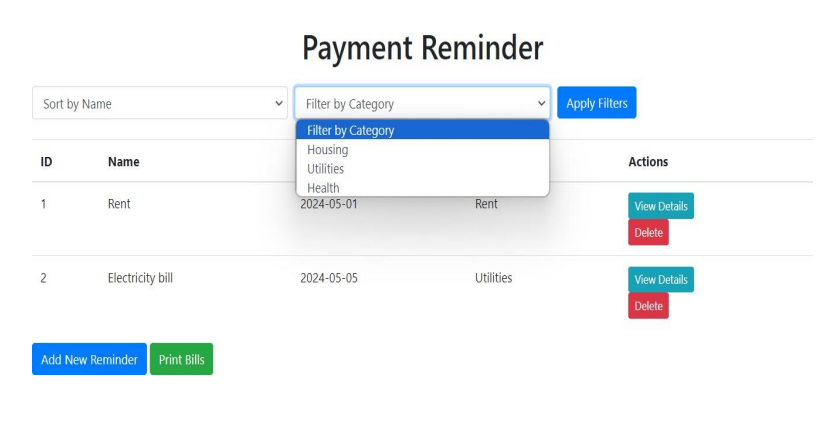 Payment Reminder
Sort by Name Filter by Category Apply Filters
Filter by Category
Housing
Utilities
Health
ID Name Actions
1 Rent 2024-05-01 Rent View Details
Delete
2 Electricity bill 2024-05-05 Utilities View Details
Delete
Add New Reminder Print Bills